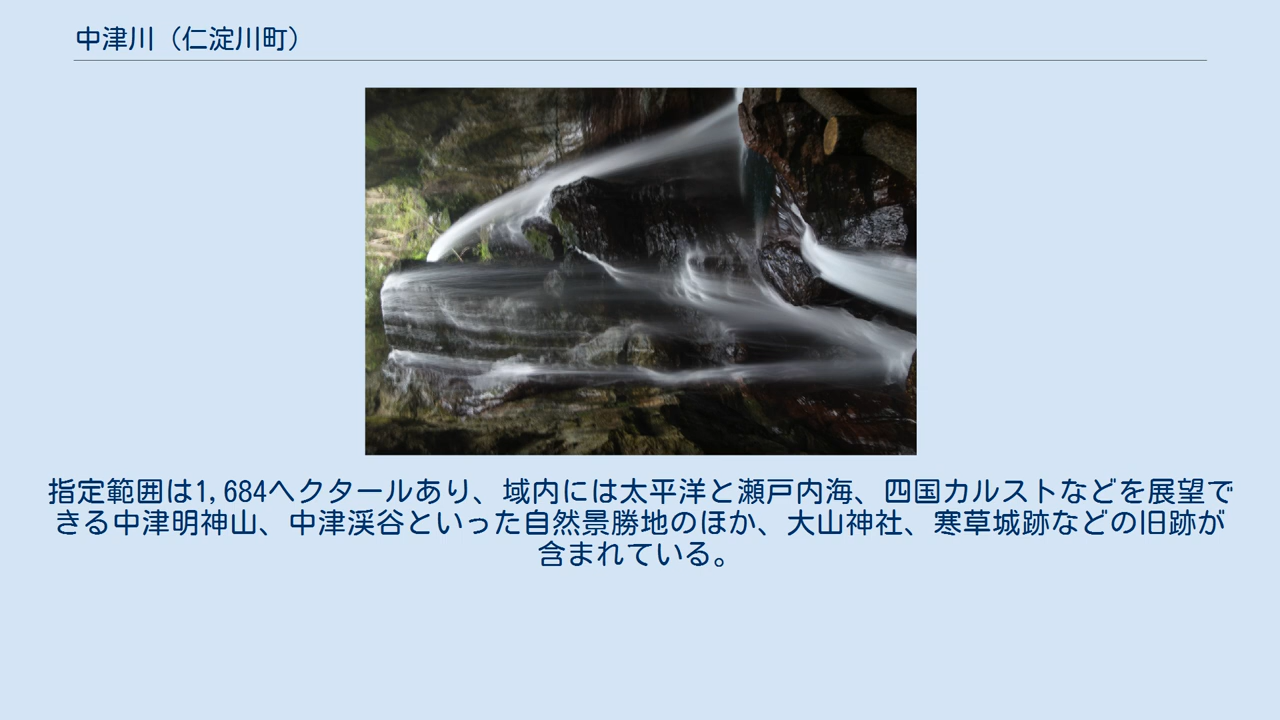 中津川（仁淀川町）
指定範囲は1,684ヘクタールあり、域内には太平洋と瀬戸内海、四国カルストなどを展望で
きる中津明神山、中津渓谷といった自然景勝地のほか、大山神社、寒草城跡などの旧跡が
含まれている。